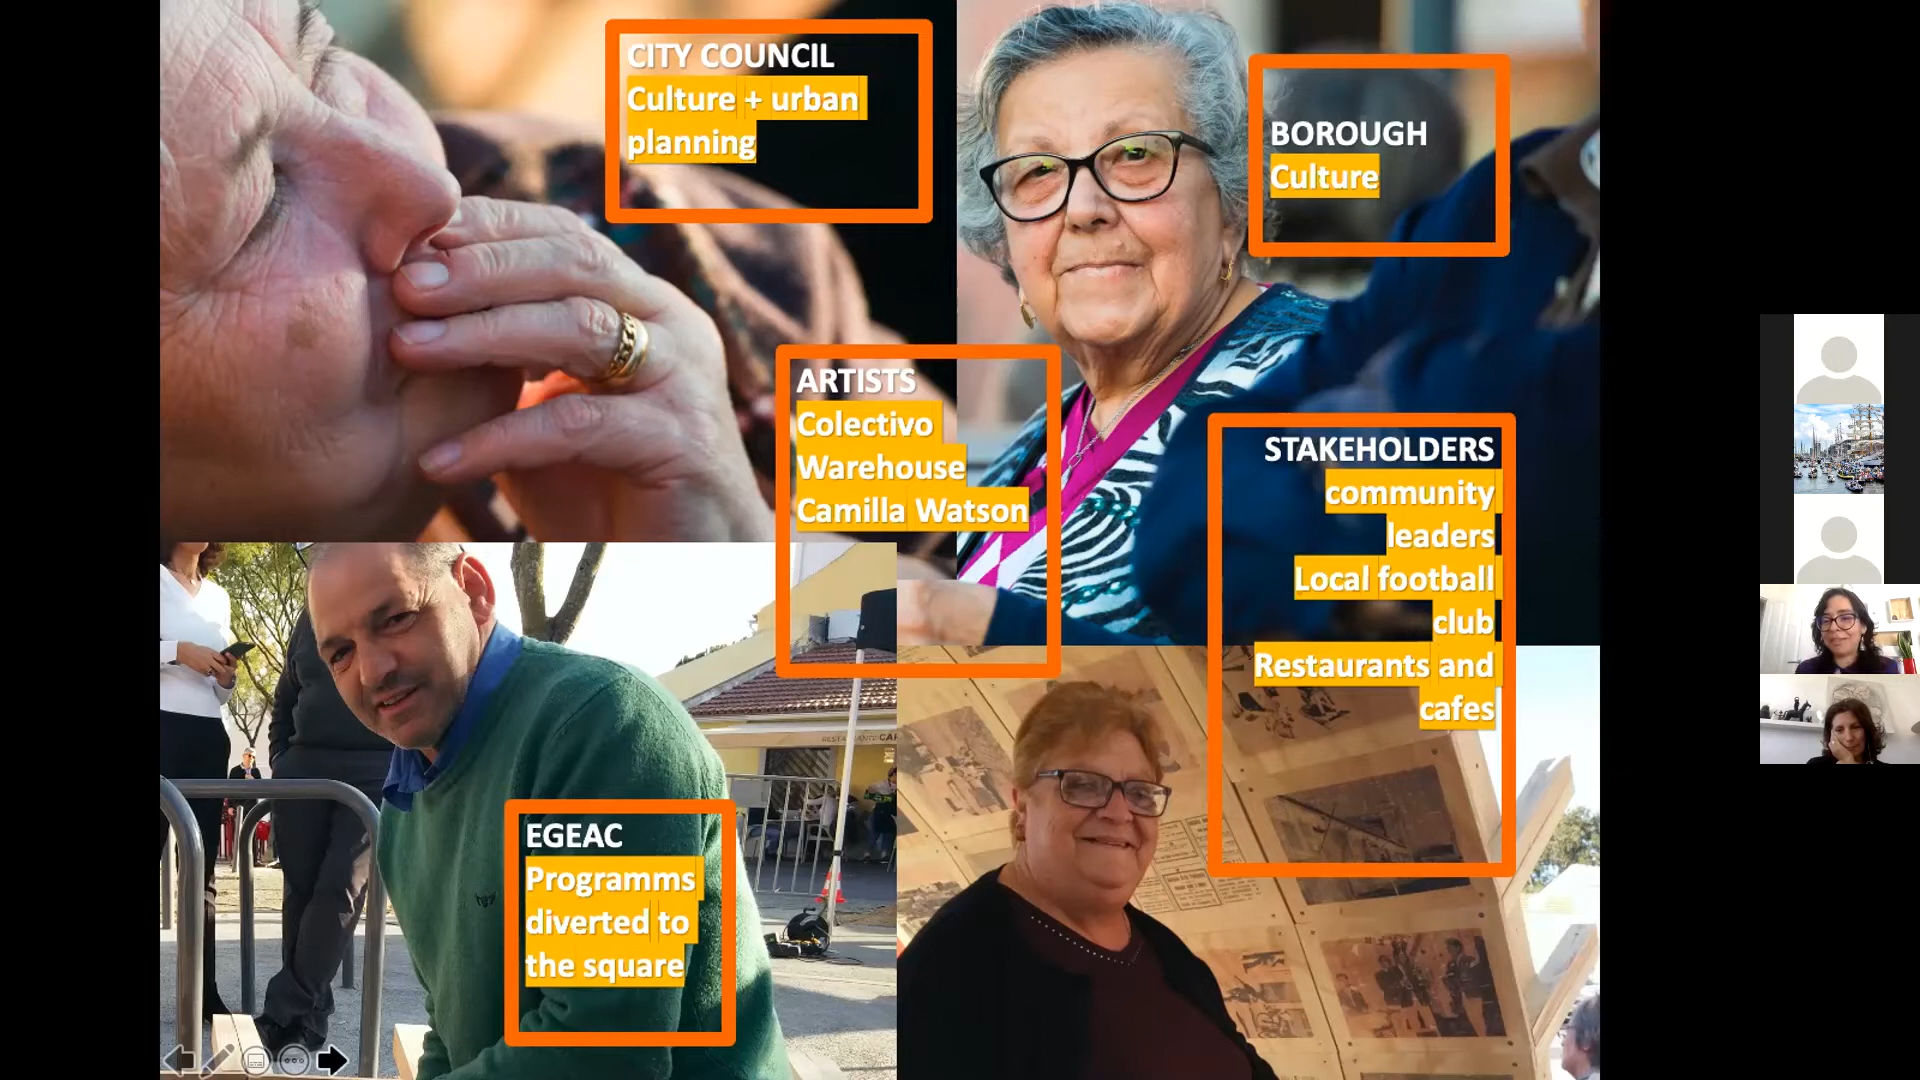 CITY COUNCIL
Culture + urban
planning
BOROUGH
Culture
ARTISTS
Colectivo
Warehouse
Camilla Watson
STAKEHOLDERS
community
leaders
Local football
club
Restaurants and
cafes
RESTAURANTE
EGEAC
Programms
diverted to
the square